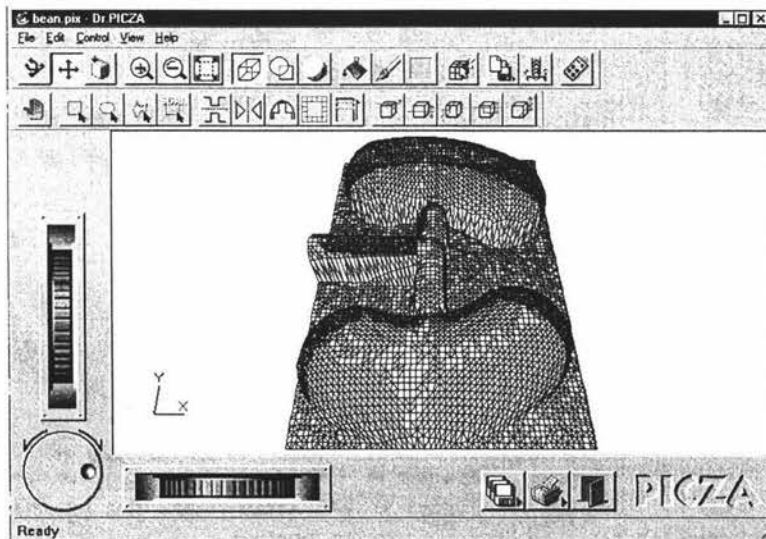 bean.pix - Dr.PICZA
File Edit Control View Help
Y
X
PICZA
Ready